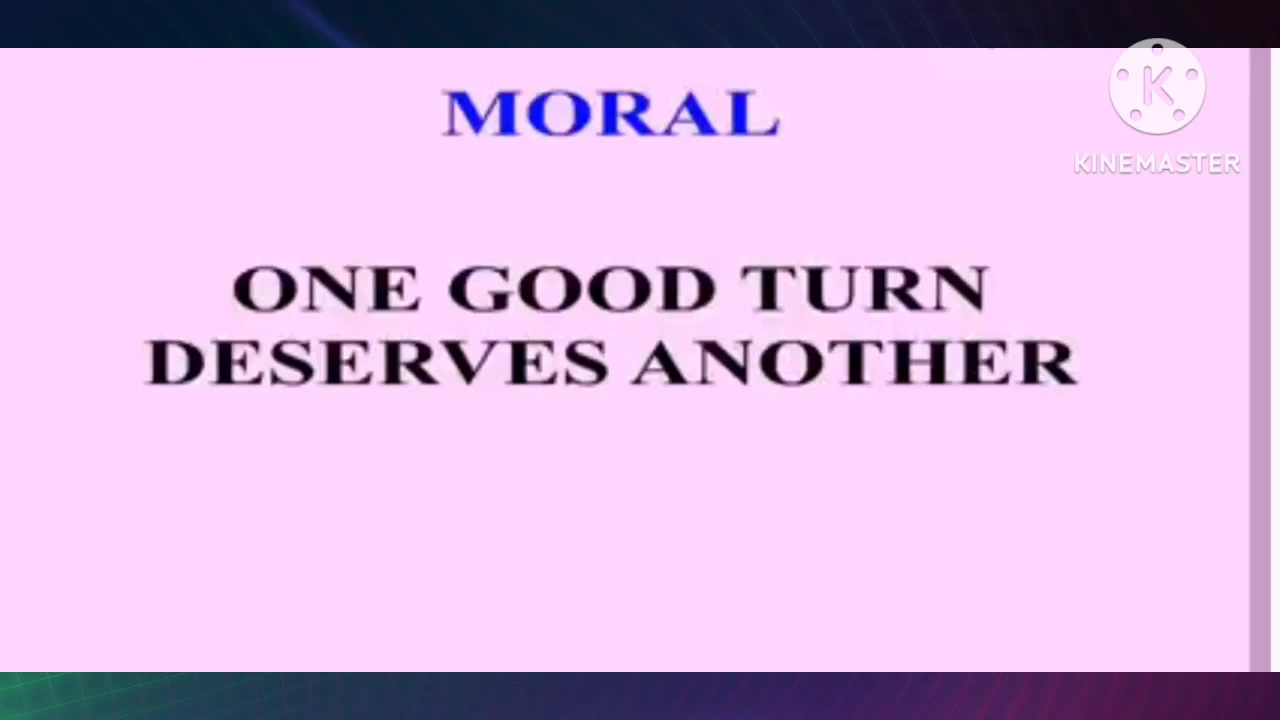 MORAL
K
KINEMASTER
ONE GOOD TURN
DESERVES ANOTHER